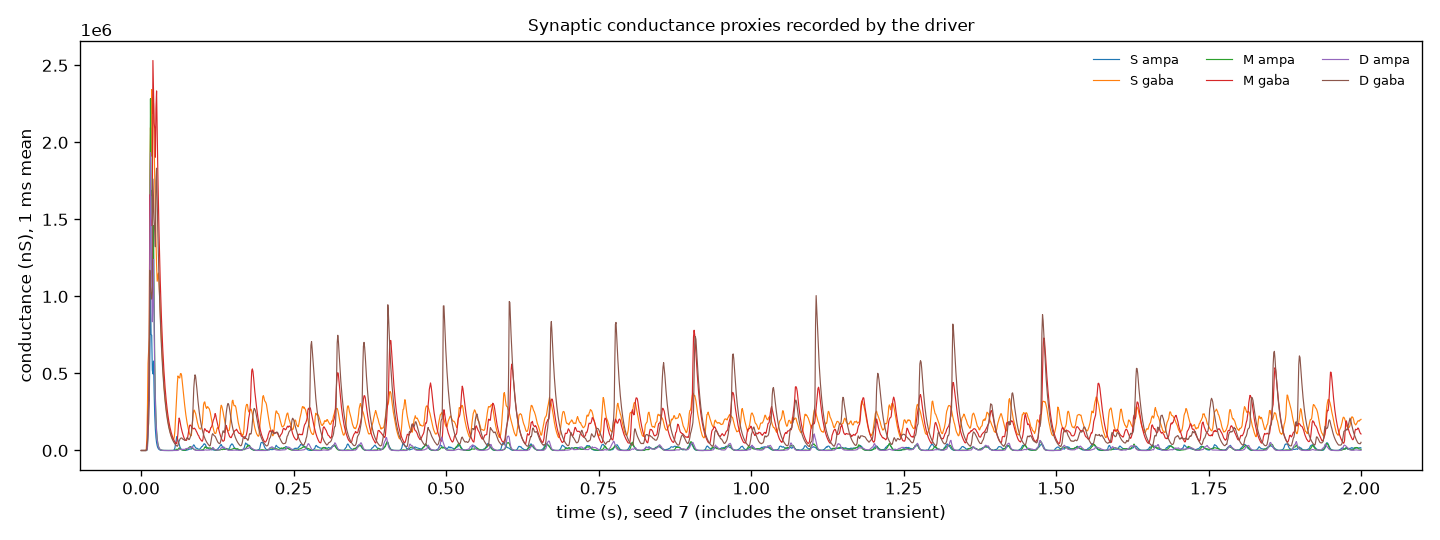 Synaptic conductance proxies recorded by the driver
1e6
S ampa M ampa D ampa
S gaba M gaba D gaba
conductance (nS), 1 ms mean
2.5
2.0
1.5
1.0
0.5
0.0
0.00 0.25 0.50 0.75 1.00 1.25 1.50 1.75 2.00
time (s), seed 7 (includes the onset transient)